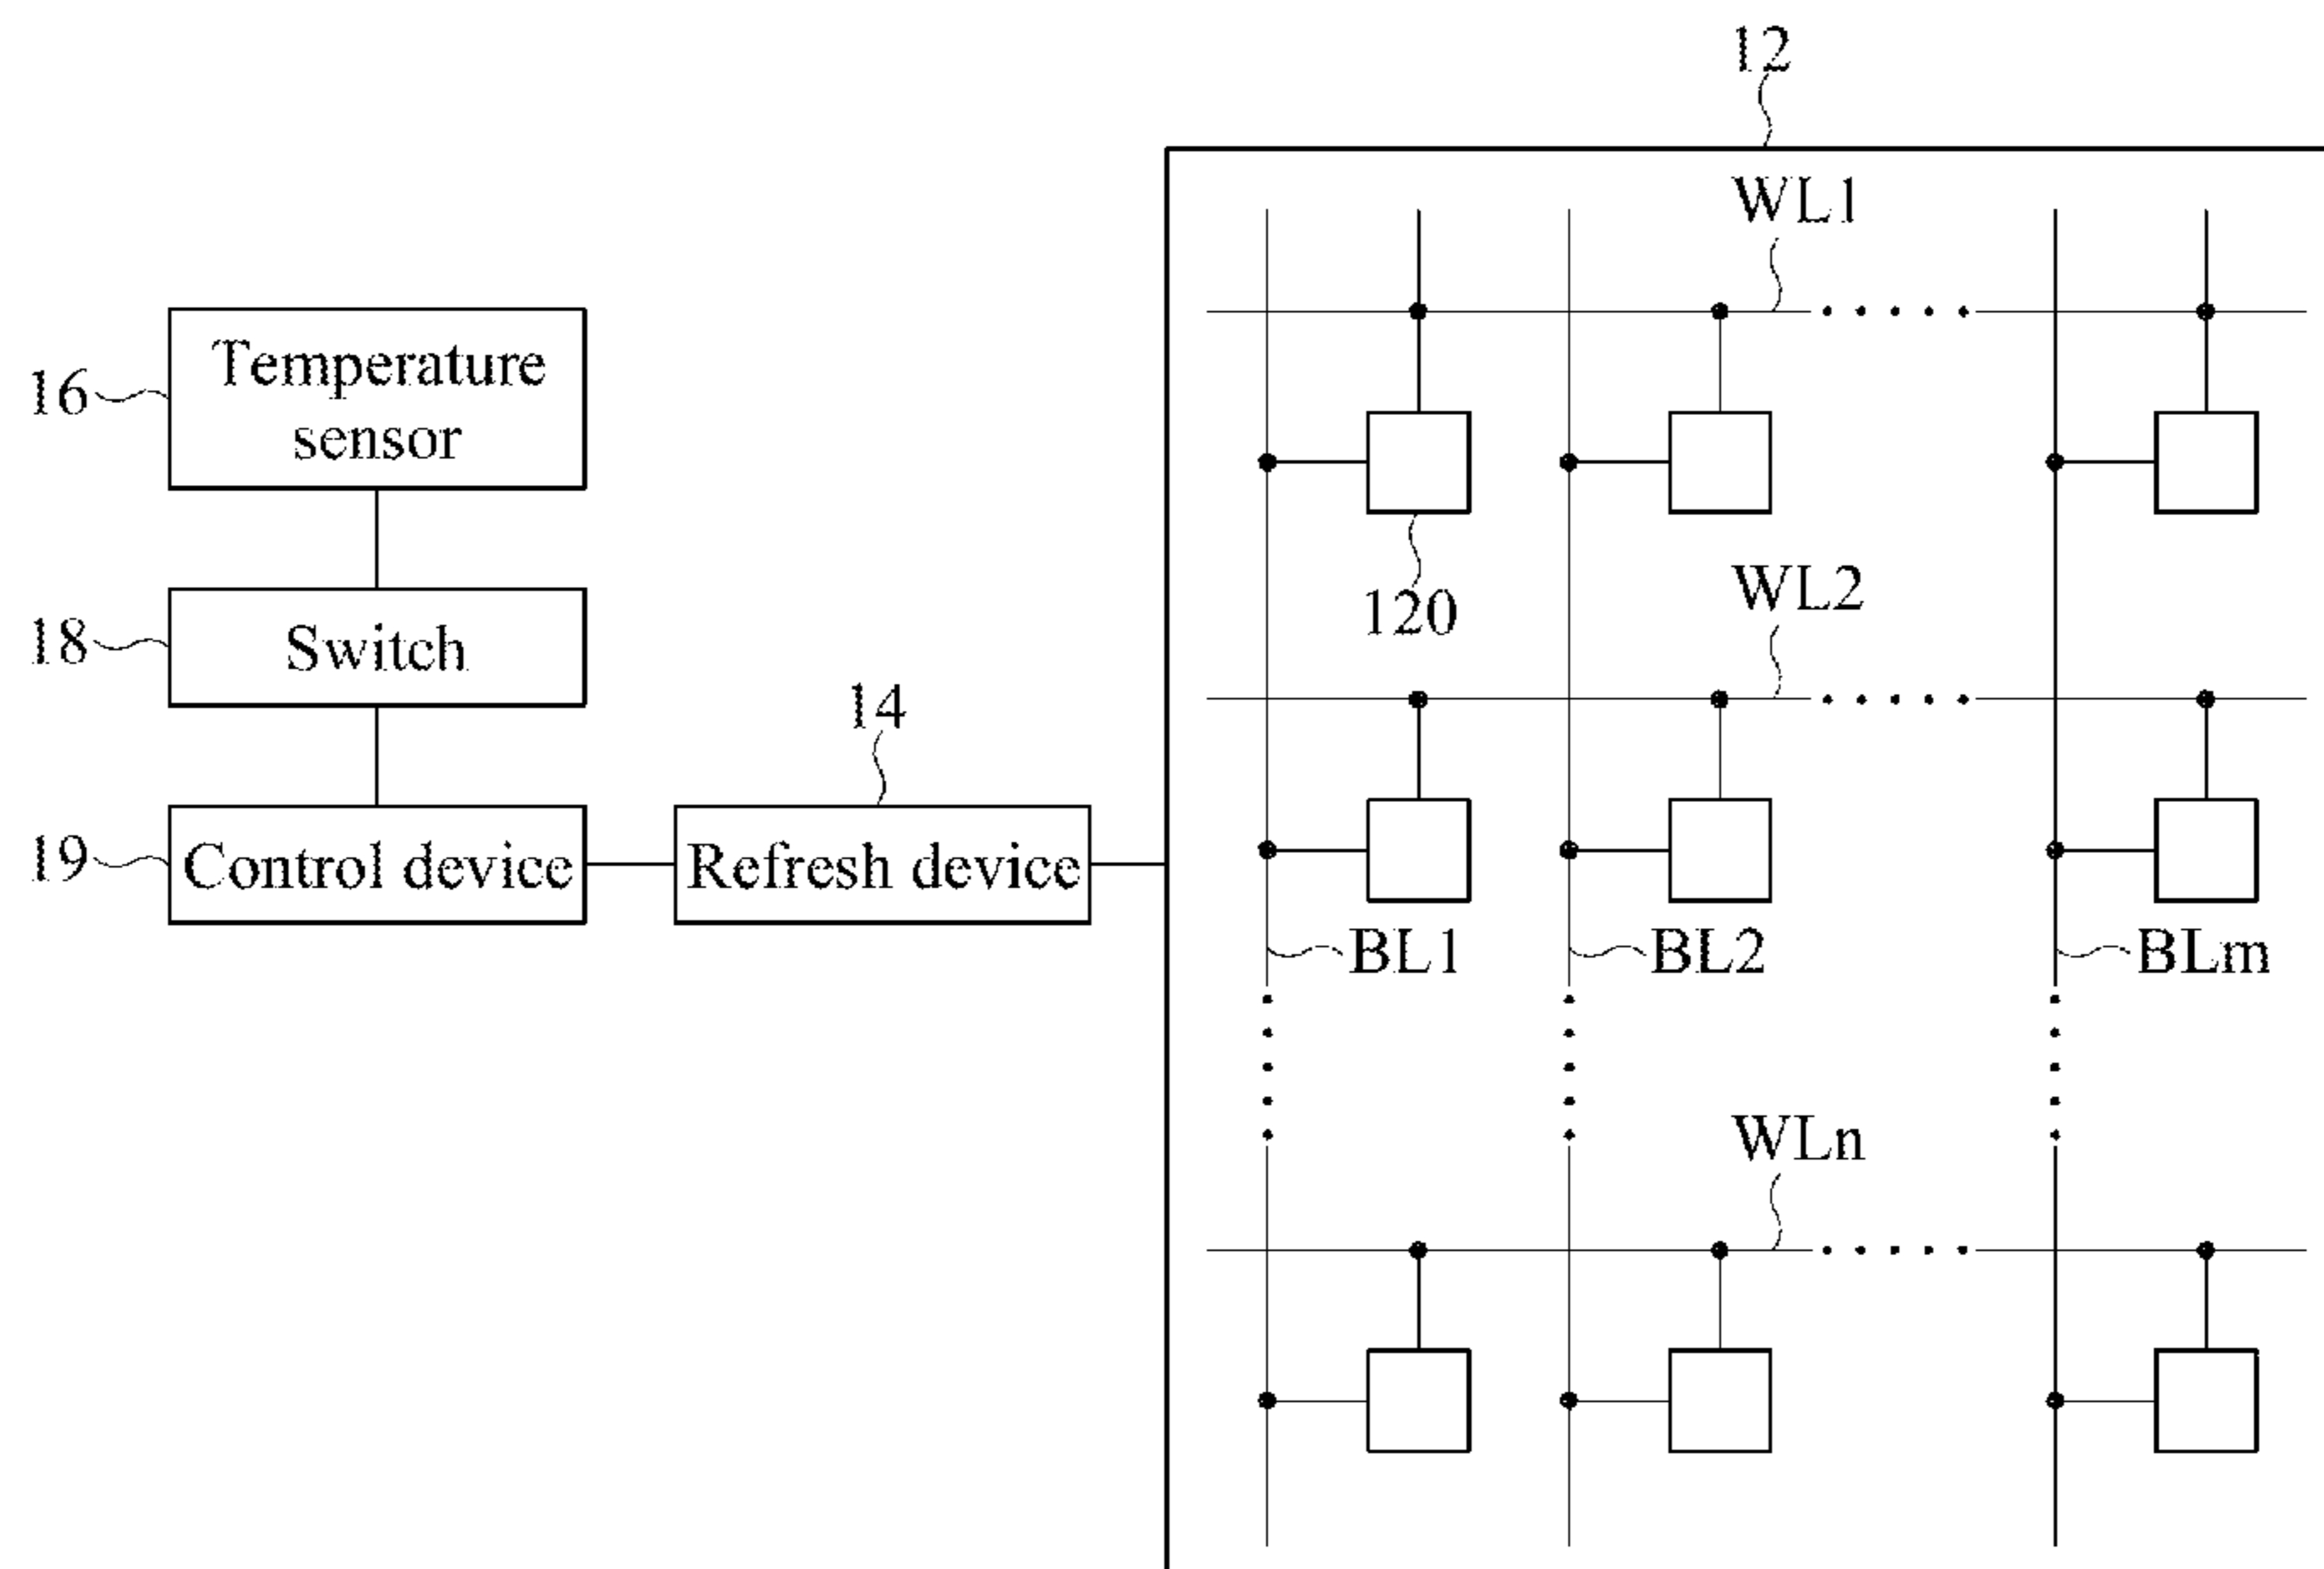 12
WL1
Temperature
sensor
16
120
WL2
18
Switch
14
19
Control device
Refresh device
BL1
BL2
BLm
WLn